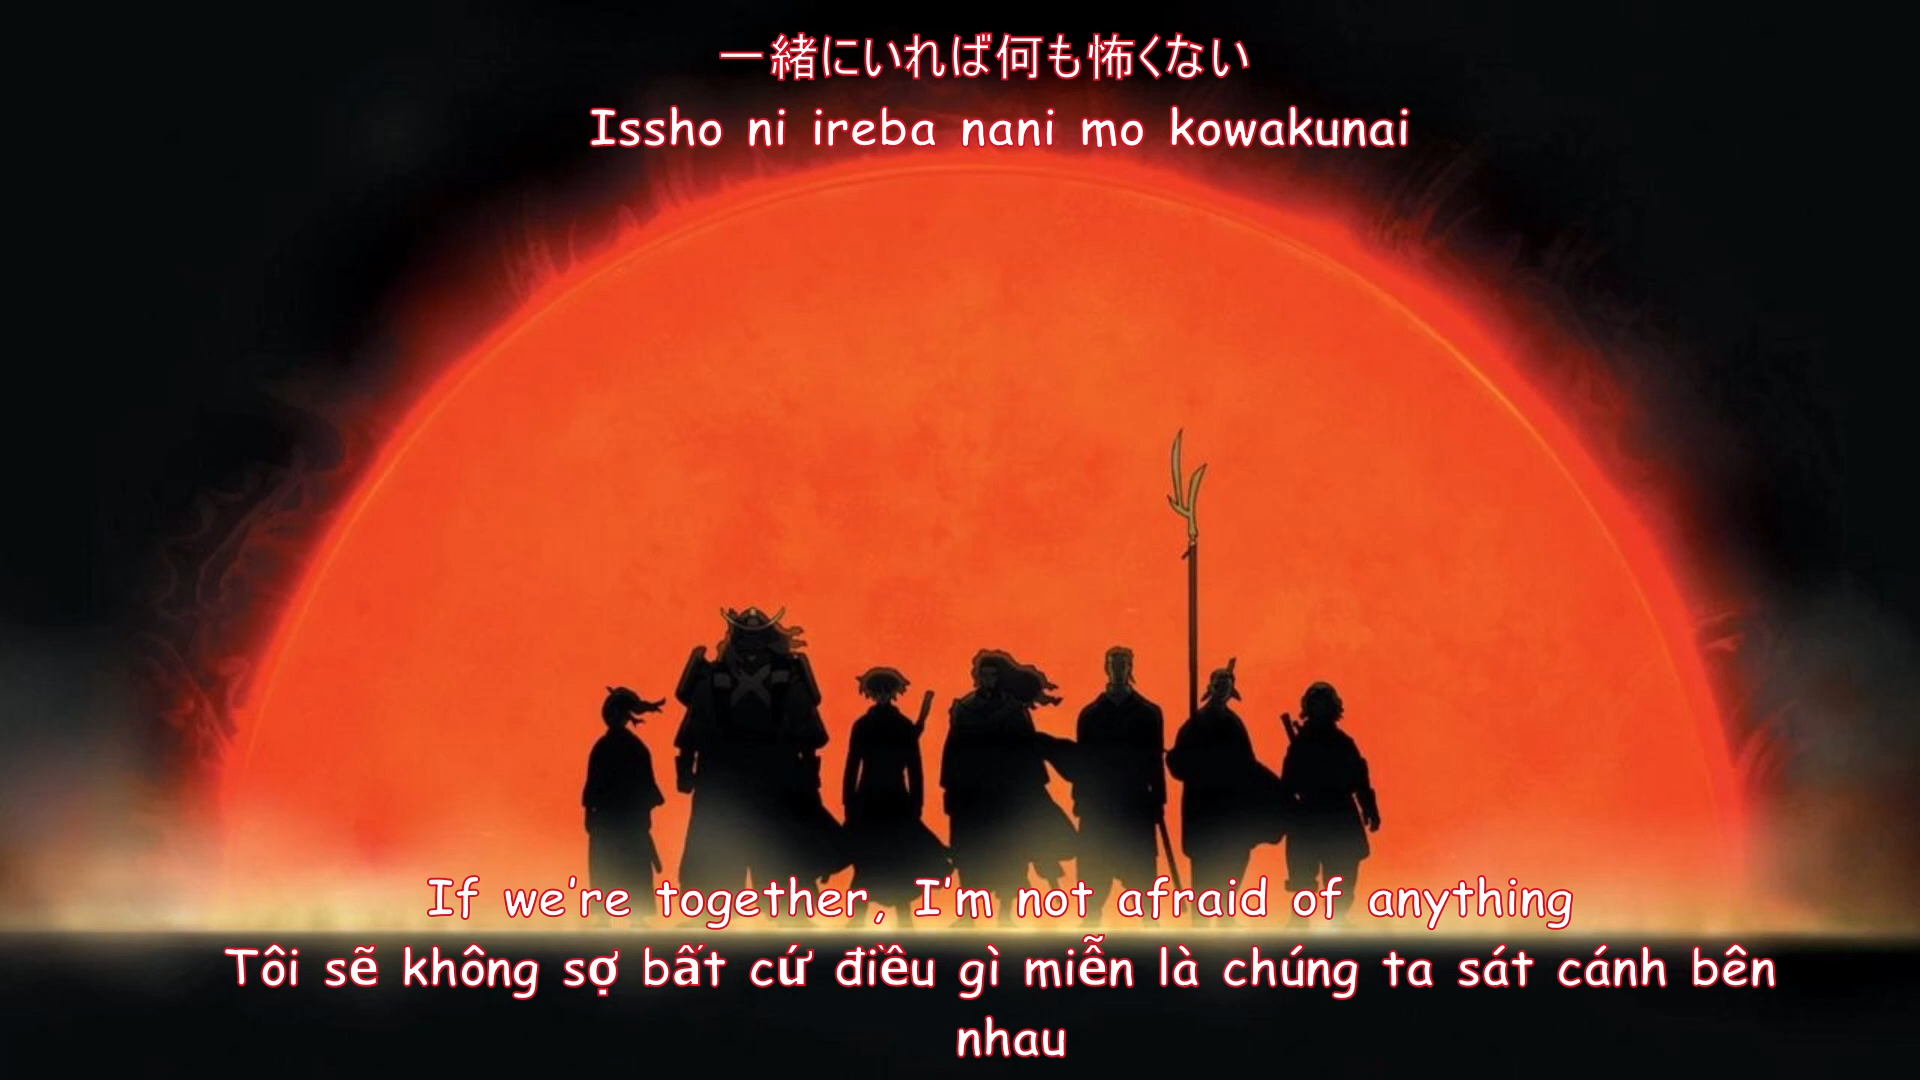 一緒にいれば何も怖くない
Issho ni ireba nani mo kowakunai
If we're together, I'm not afraid of anything
Tôi sẽ không sợ bất cứ điều gì miễn là chúng ta sát cánh bên
nhau